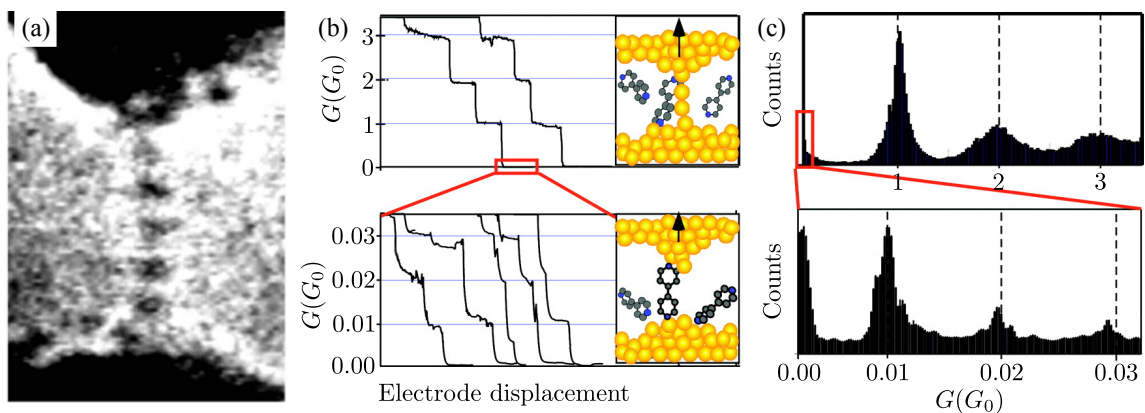 (a)
(b)
G(G₀)
3
2
1
0
G(G₀)
0.03
0.02
0.01
0.00
Electrode displacement
(c)
Counts
1
2
3
Counts
0.00
0.01
0.02
0.03
G(G₀)